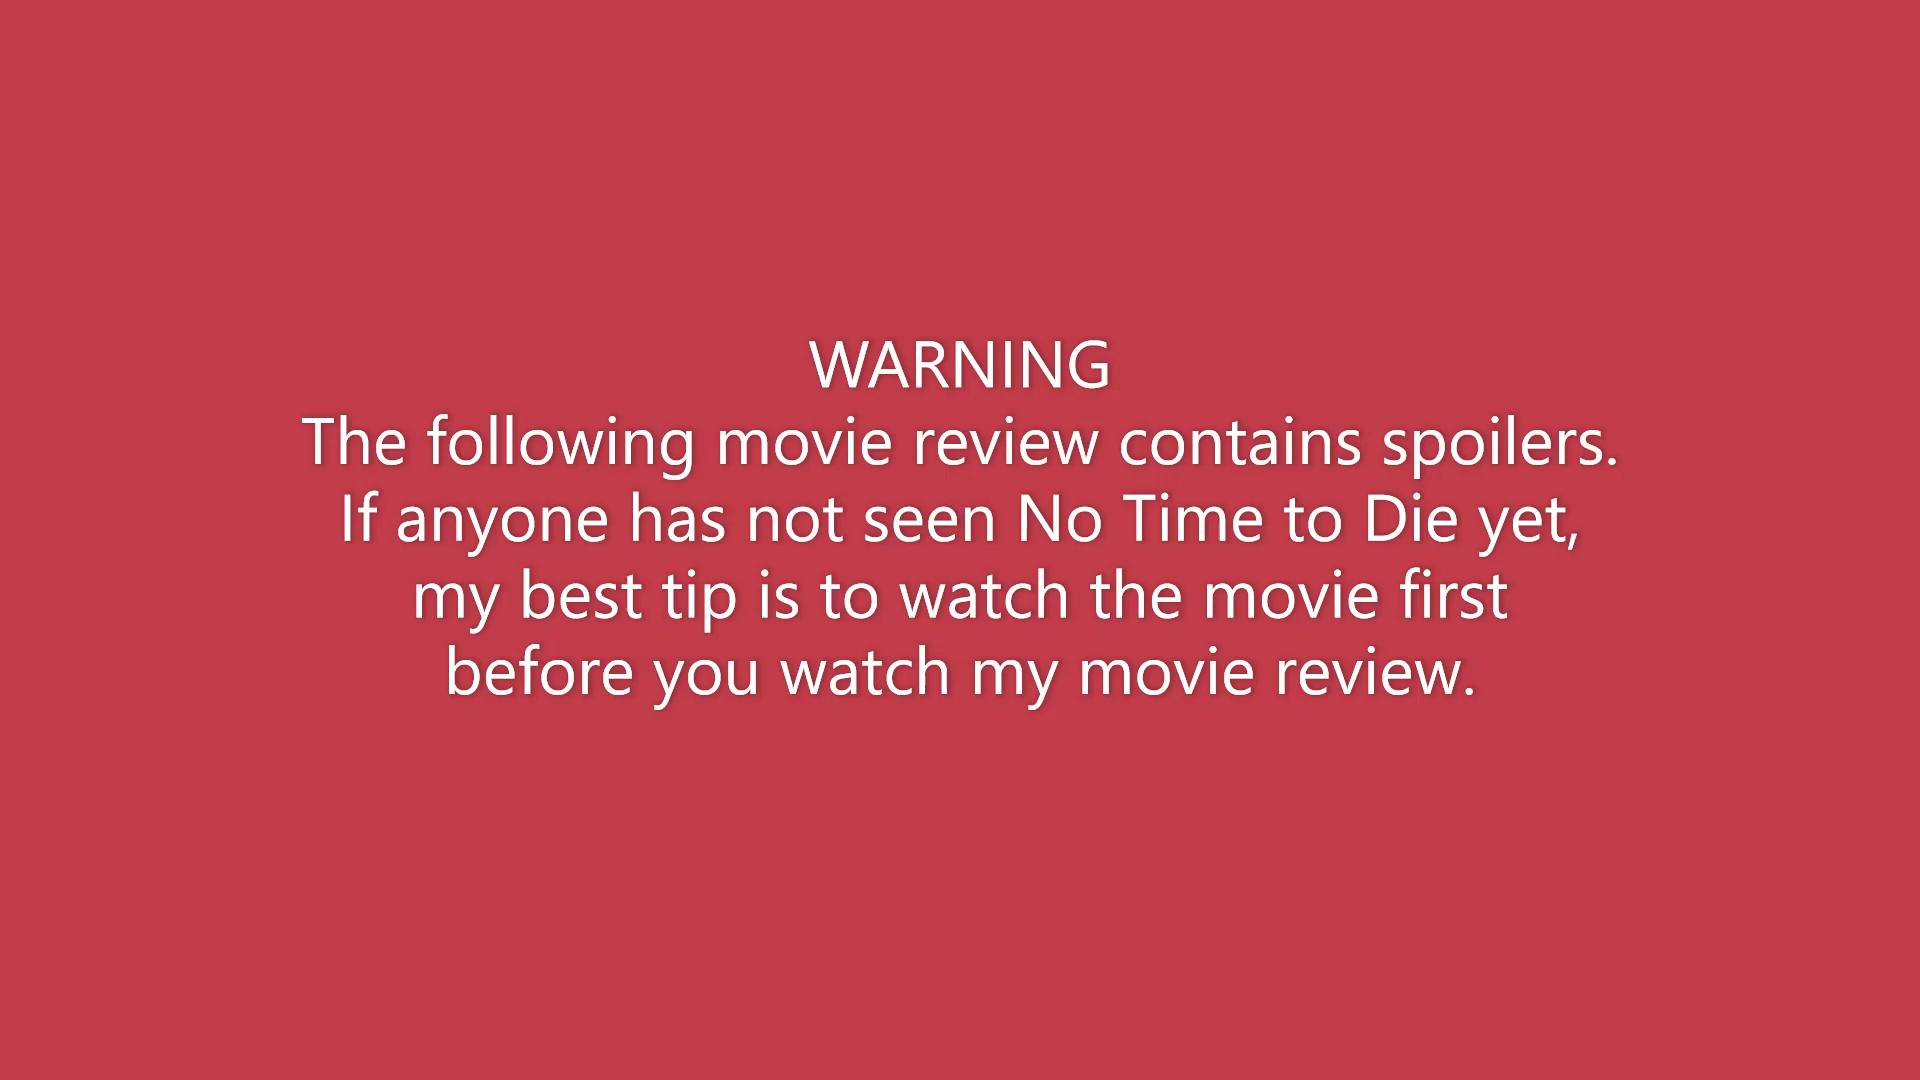 WARNING
The following movie review contains spoilers.
If anyone has not seen No Time to Die yet,
my best tip is to watch the movie first
before you watch my movie review.